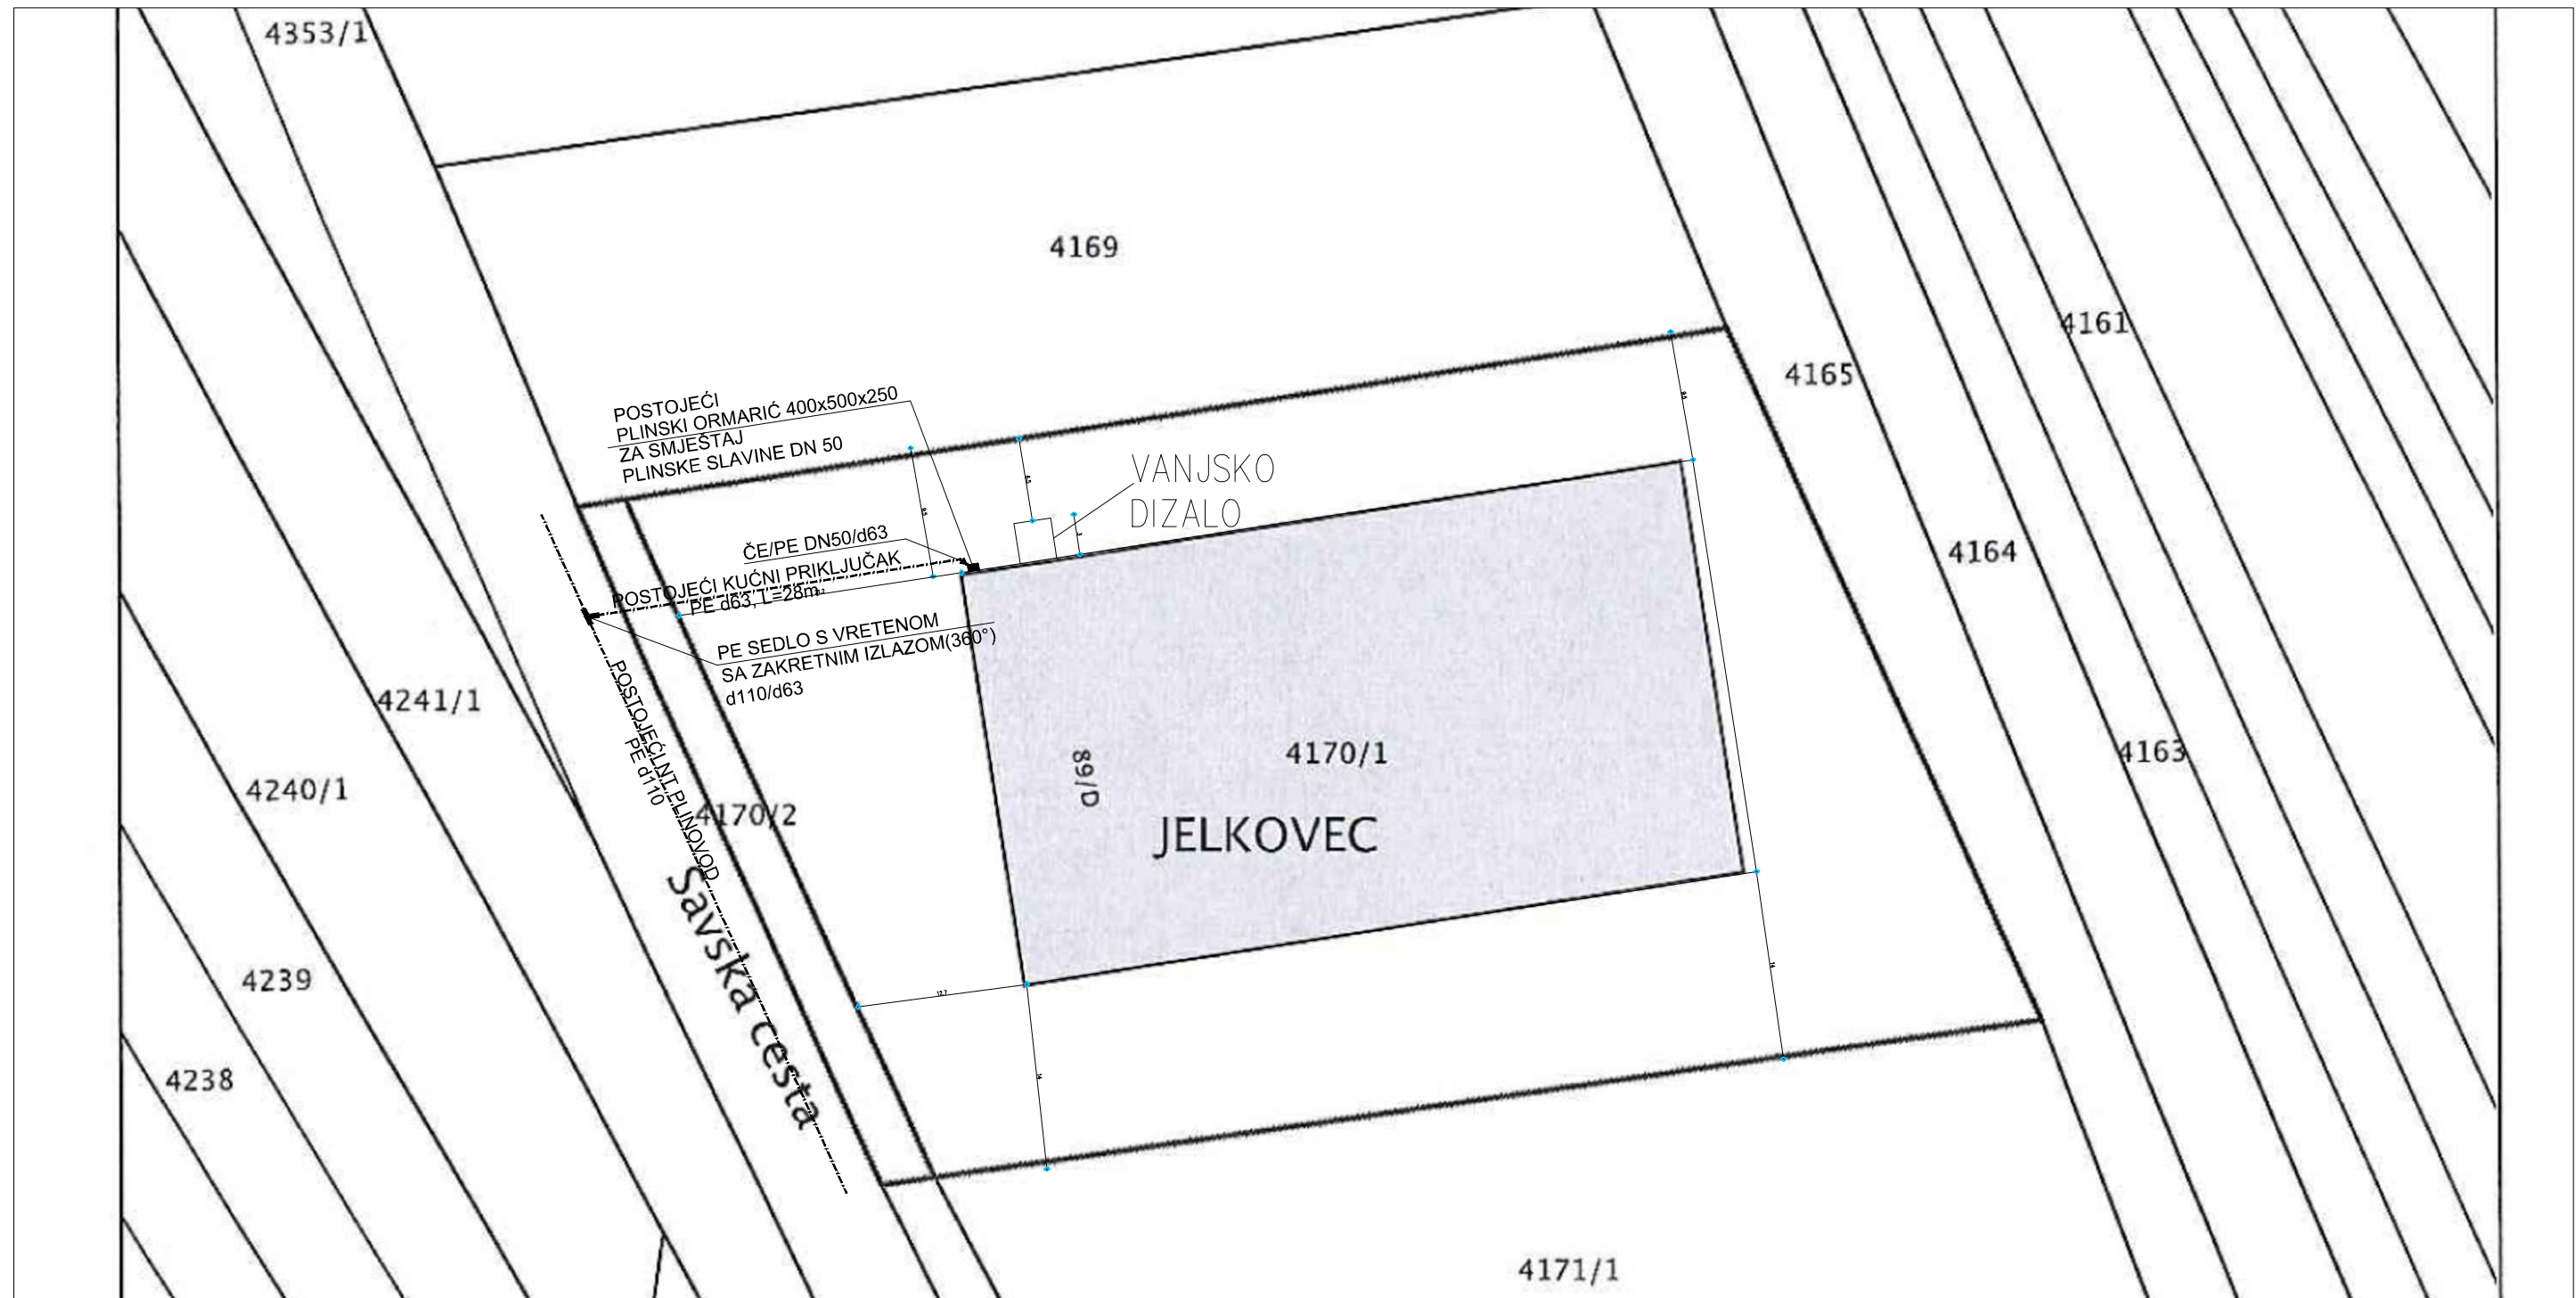 4353/1
4169
4161
4165
POSTOJEĆI
PLINSKI ORMARIĆ 400x500x250
ZA SMJEŠTAJ
PLINSKE SLAVINE DN 50
VANJSKO
DIZALO
ČE/PE DN50/d63
POSTOJEĆI KUĆNI PRIKLJUČAK
PE d63, L=28m
4164
PE SEDLO S VRETENOM
SA ZAKRETNIM IZLAZOM(360°)
d110/d63
4241/1
POSTOJEĆI NT PLINOVOD
PE d110
4240/1
4170/2
89/D
4170/1
JELKOVEC
4163
Savska cesta
4239
12.7
4238
4171/1